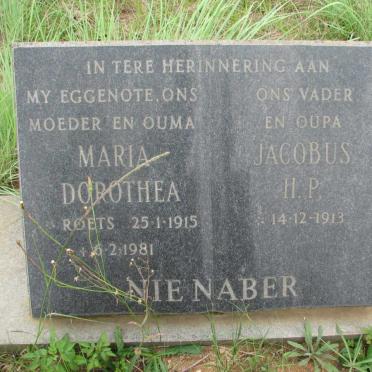 IN TERE HERINNERING AAN
MY EGGENOTE, ONS
MOEDER EN OUMA
MARIA
DOROTHEA
ROETS 25·1·1915
6·2·1981
ONS VADER
EN OUPA
JACOBUS
H.P.
14·12·1913
NIENABER